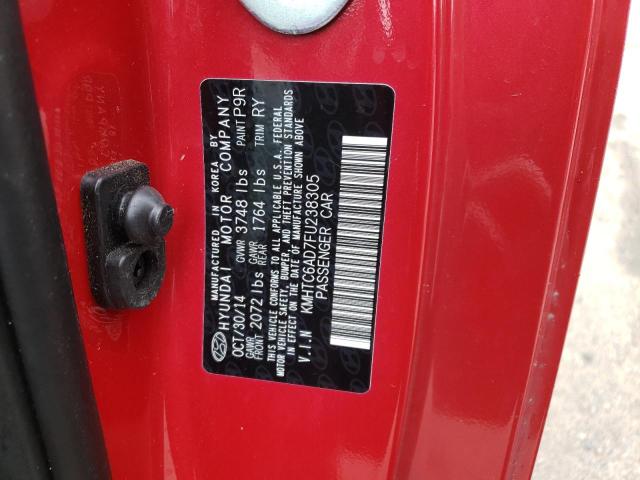 MANUFACTURED IN KOREA BY
HYUNDAI MOTOR COMPANY
OCT/30/14 GVWR 3748 lbs PAINT P9R
GAWR FRONT 2072 lbs GAWR REAR 1764 lbs TRIM RY
THIS VEHICLE CONFORMS TO ALL APPLICABLE U.S.A. FEDERAL
MOTOR VEHICLE SAFETY, BUMPER, AND THEFT PREVENTION STANDARDS
IN EFFECT ON THE DATE OF MANUFACTURE SHOWN ABOVE
V.I.N KMHTC6AD7FU238305
PASSENGER CAR